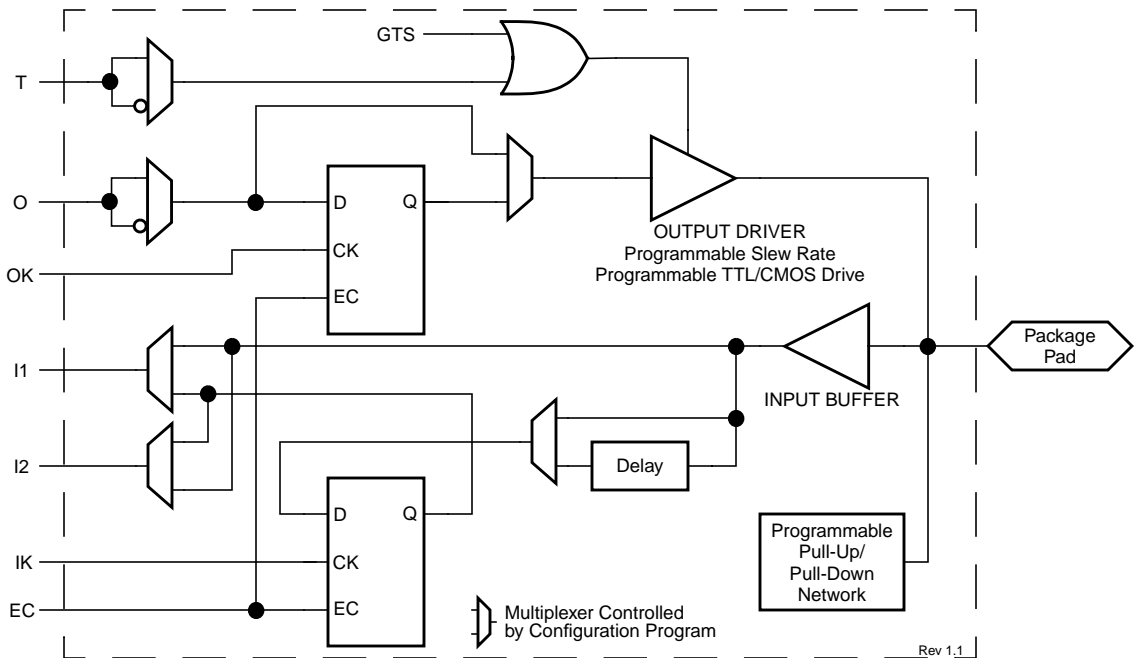 GTS
T
O
D
Q
CK
EC
OK
OUTPUT DRIVER
Programmable Slew Rate
Programmable TTL/CMOS Drive
I1
INPUT BUFFER
Package
Pad
I2
Delay
D
Q
CK
EC
IK
EC
Programmable
Pull-Up/
Pull-Down
Network
Multiplexer Controlled
by Configuration Program
Rev 1.1